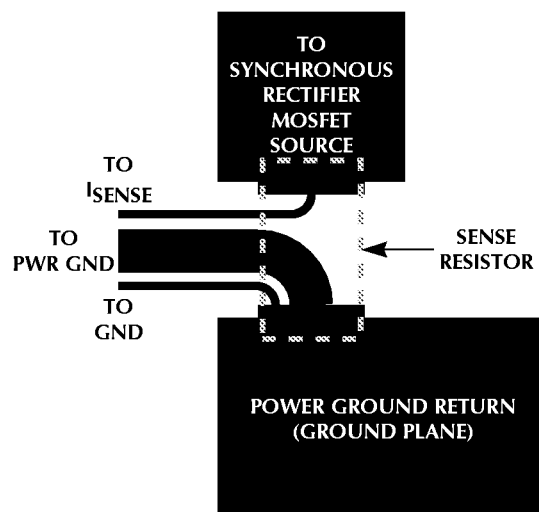 TO
SYNCHRONOUS
RECTIFIER
MOSFET
SOURCE
TO
ISENSE
TO
PWR GND
TO
GND
SENSE
RESISTOR
POWER GROUND RETURN
(GROUND PLANE)